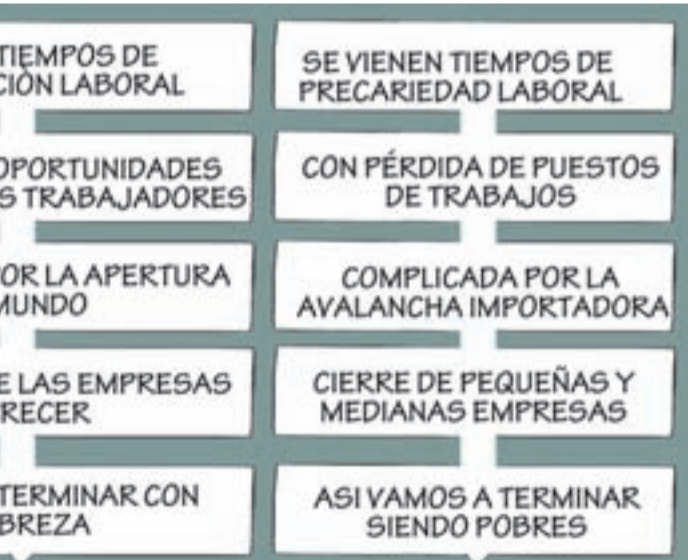 TIEMPOS DE
LABORAL
OPORTUNIDADES
TRABAJADORES
LA APERTURA
MUNDO
LAS EMPRESAS
TERMINAR CON
SE VIENEN TIEMPOS DE
PRECARIEDAD LABORAL
CON PÉRDIDA DE PUESTOS
DE TRABAJOS
COMPLICADA POR LA
AVALANCHA IMPORTADORA
CIERRE DE PEQUEÑAS Y
MEDIANAS EMPRESAS
ASI VAMOS A TERMINAR
SIENDO POBRES